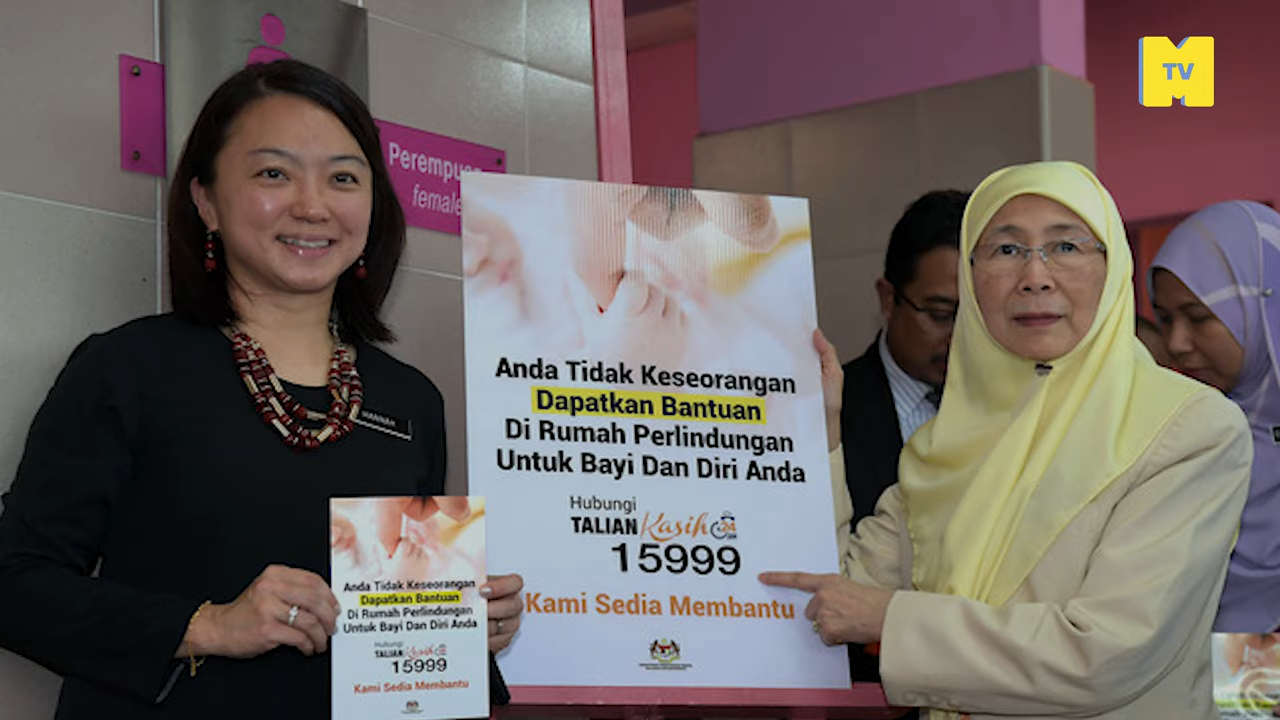 TV
Perempuan
female
Anda Tidak Keseorangan
Dapatkan Bantuan
Di Rumah Perlindungan
Untuk Bayi Dan Diri Anda
Hubungi
TALIAN Kasih 24
15999
Kami Sedia Membantu
HANNAH
Anda Tidak Keseorangan
Dapatkan Bantuan
Di Rumah Perlindungan
Untuk Bayi Dan Diri Anda
Hubungi
TALIAN Kasih
15999
Kami Sedia Membantu